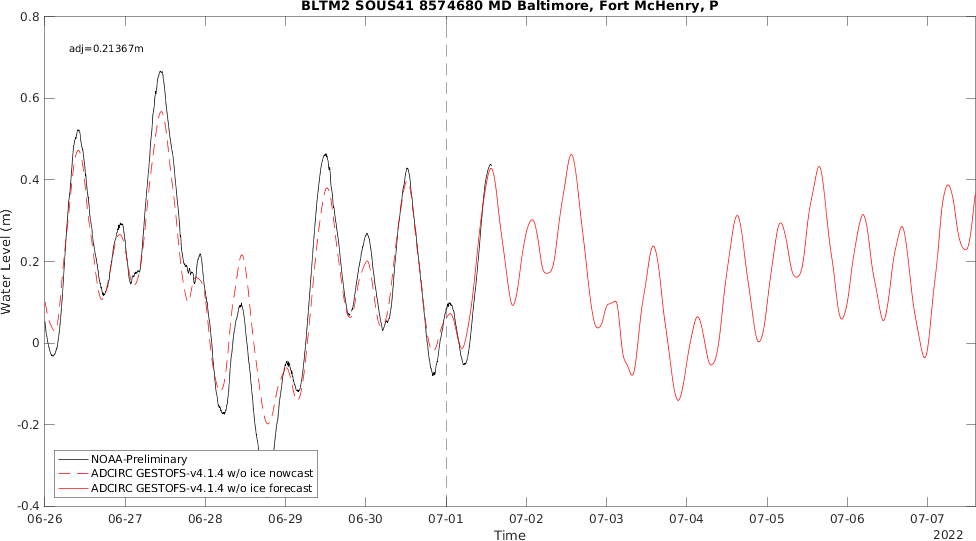 BLTM2 SOUS41 8574680 MD Baltimore, Fort McHenry, P
adj=0.21367m
Water Level (m)
0.8
0.6
0.4
0.2
0
-0.2
-0.4
NOAA-Preliminary
ADCIRC GESTOFS-v4.1.4 w/o ice nowcast
ADCIRC GESTOFS-v4.1.4 w/o ice forecast
06-26 06-27 06-28 06-29 06-30 07-01 07-02 07-03 07-04 07-05 07-06 07-07
Time
2022